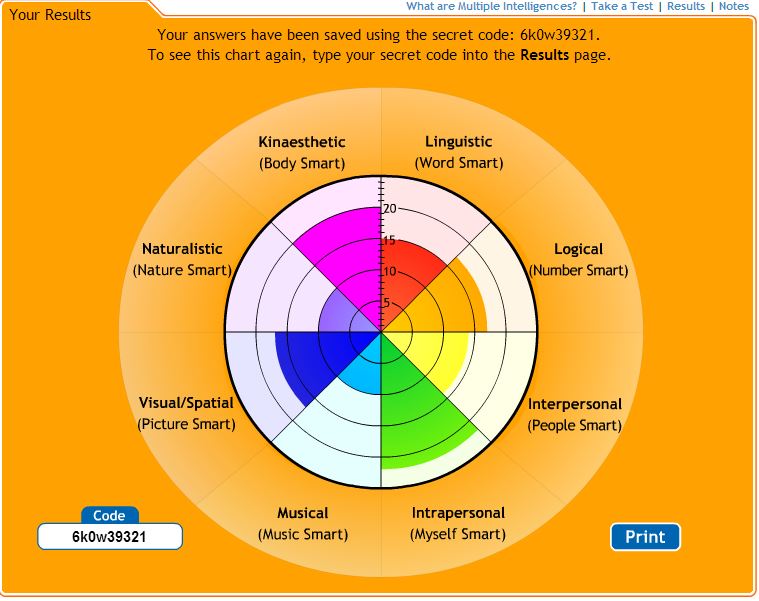 What are Multiple Intelligences? | Take a Test | Results | Notes
Your Results
Your answers have been saved using the secret code: 6k0w39321.
To see this chart again, type your secret code into the Results page.
Kinaesthetic
(Body Smart)
Linguistic
(Word Smart)
20
15
10
5
Naturalistic
(Nature Smart)
Logical
(Number Smart)
Visual/Spatial
(Picture Smart)
Interpersonal
(People Smart)
Musical
(Music Smart)
Intrapersonal
(Myself Smart)
Code
6k0w39321
Print